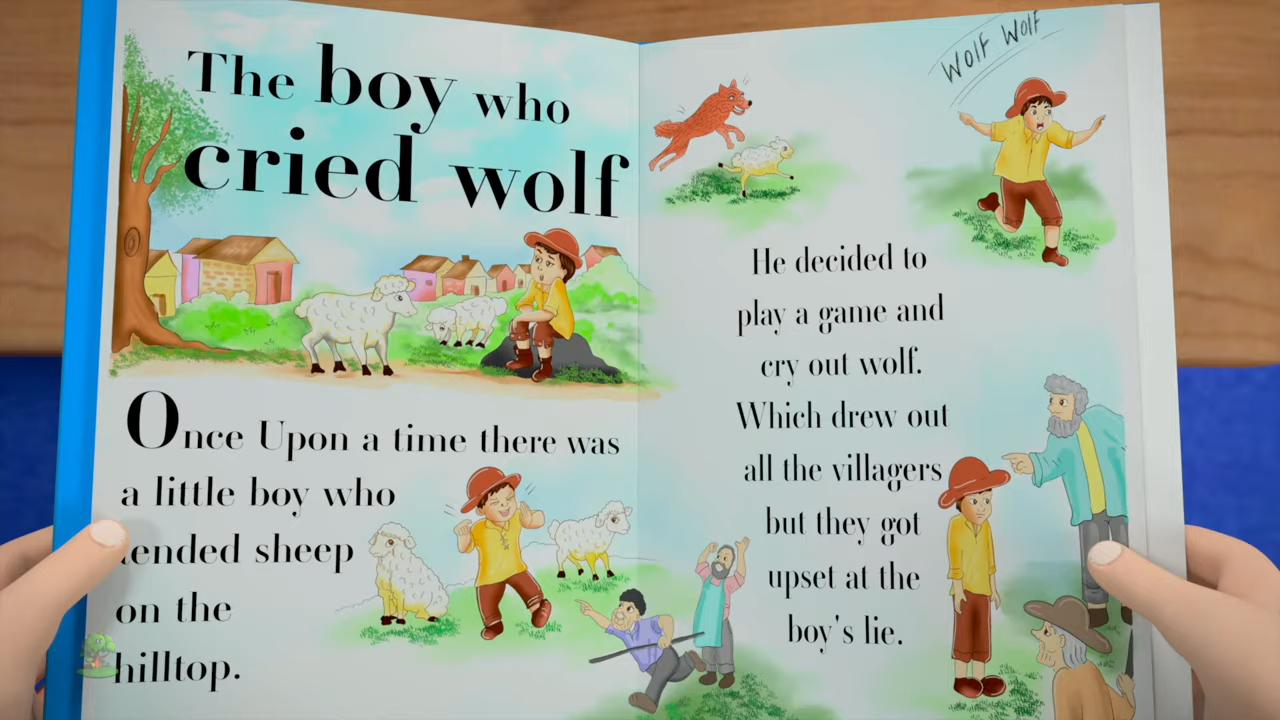 The boy who
cried wolf
Once Upon a time there was
a little boy who
tended sheep
on the
hilltop.
Wolf Wolf
He decided to
play a game and
cry out wolf.
Which drew out
all the villagers
but they got
upset at the
boy's lie.